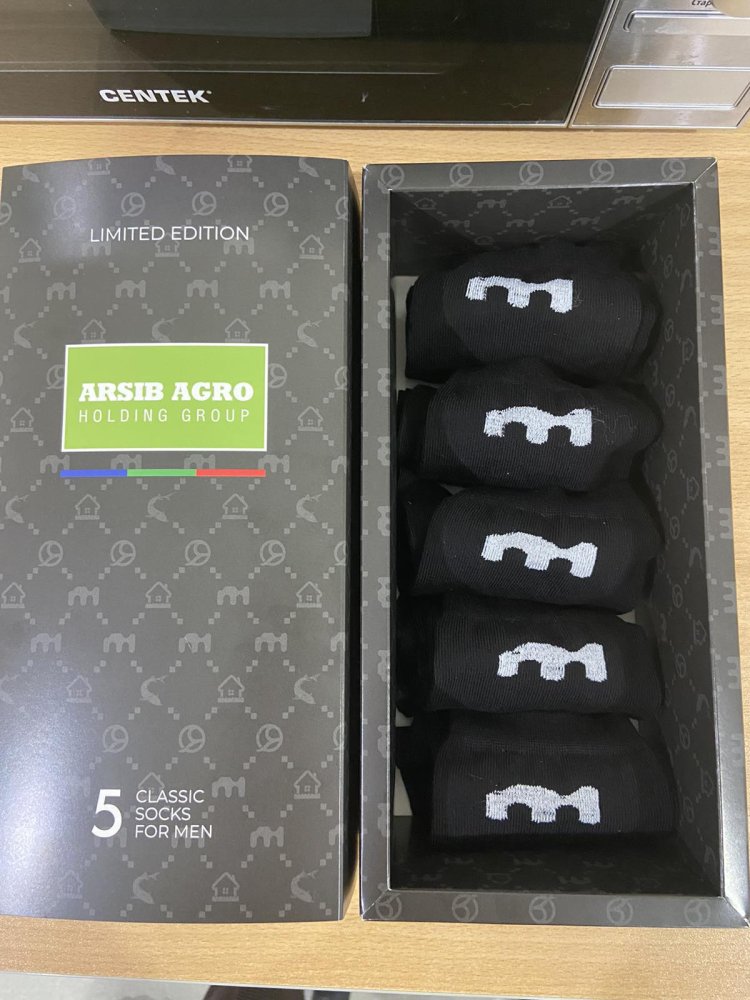 CENTEK
LIMITED EDITION
ARSIB AGRO
HOLDING GROUP
5 CLASSIC
SOCKS
FOR MEN